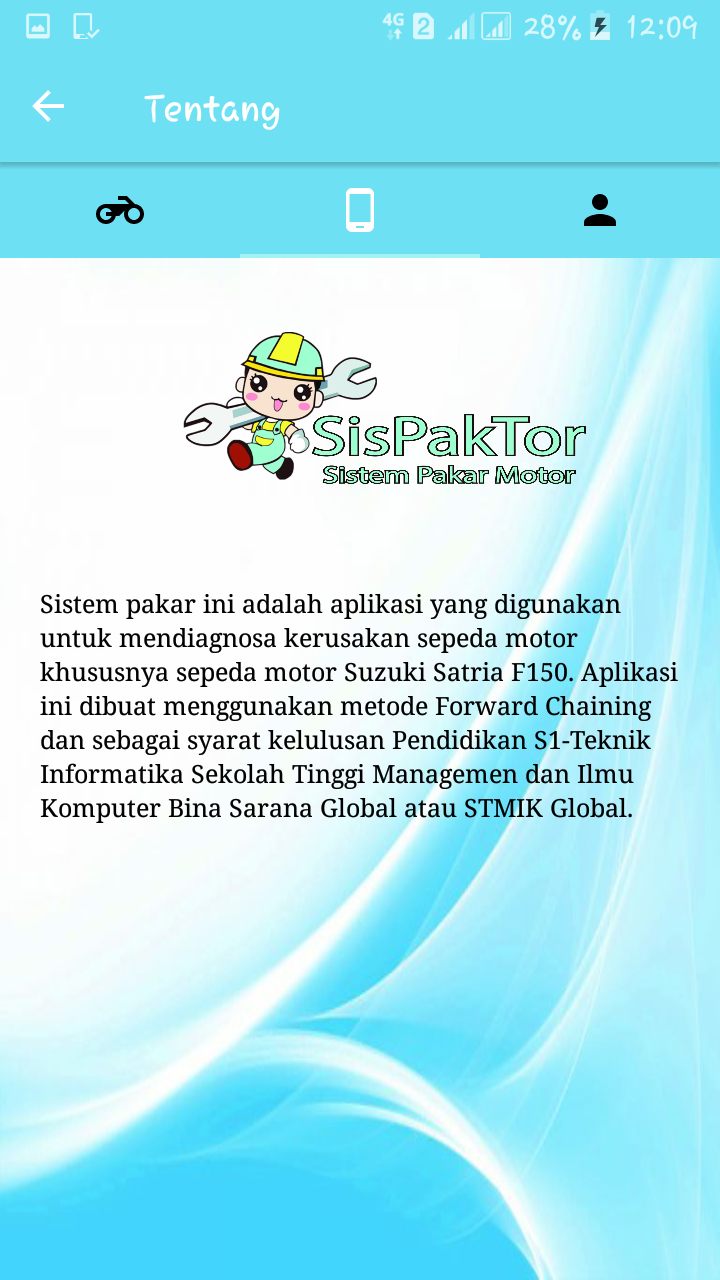 4G 2 28% 12:09
Tentang
SisPakTor
Sistem Pakar Motor
Sistem pakar ini adalah aplikasi yang digunakan
untuk mendiagnosa kerusakan sepeda motor
khususnya sepeda motor Suzuki Satria F150. Aplikasi
ini dibuat menggunakan metode Forward Chaining
dan sebagai syarat kelulusan Pendidikan S1-Teknik
Informatika Sekolah Tinggi Managemen dan Ilmu
Komputer Bina Sarana Global atau STMIK Global.